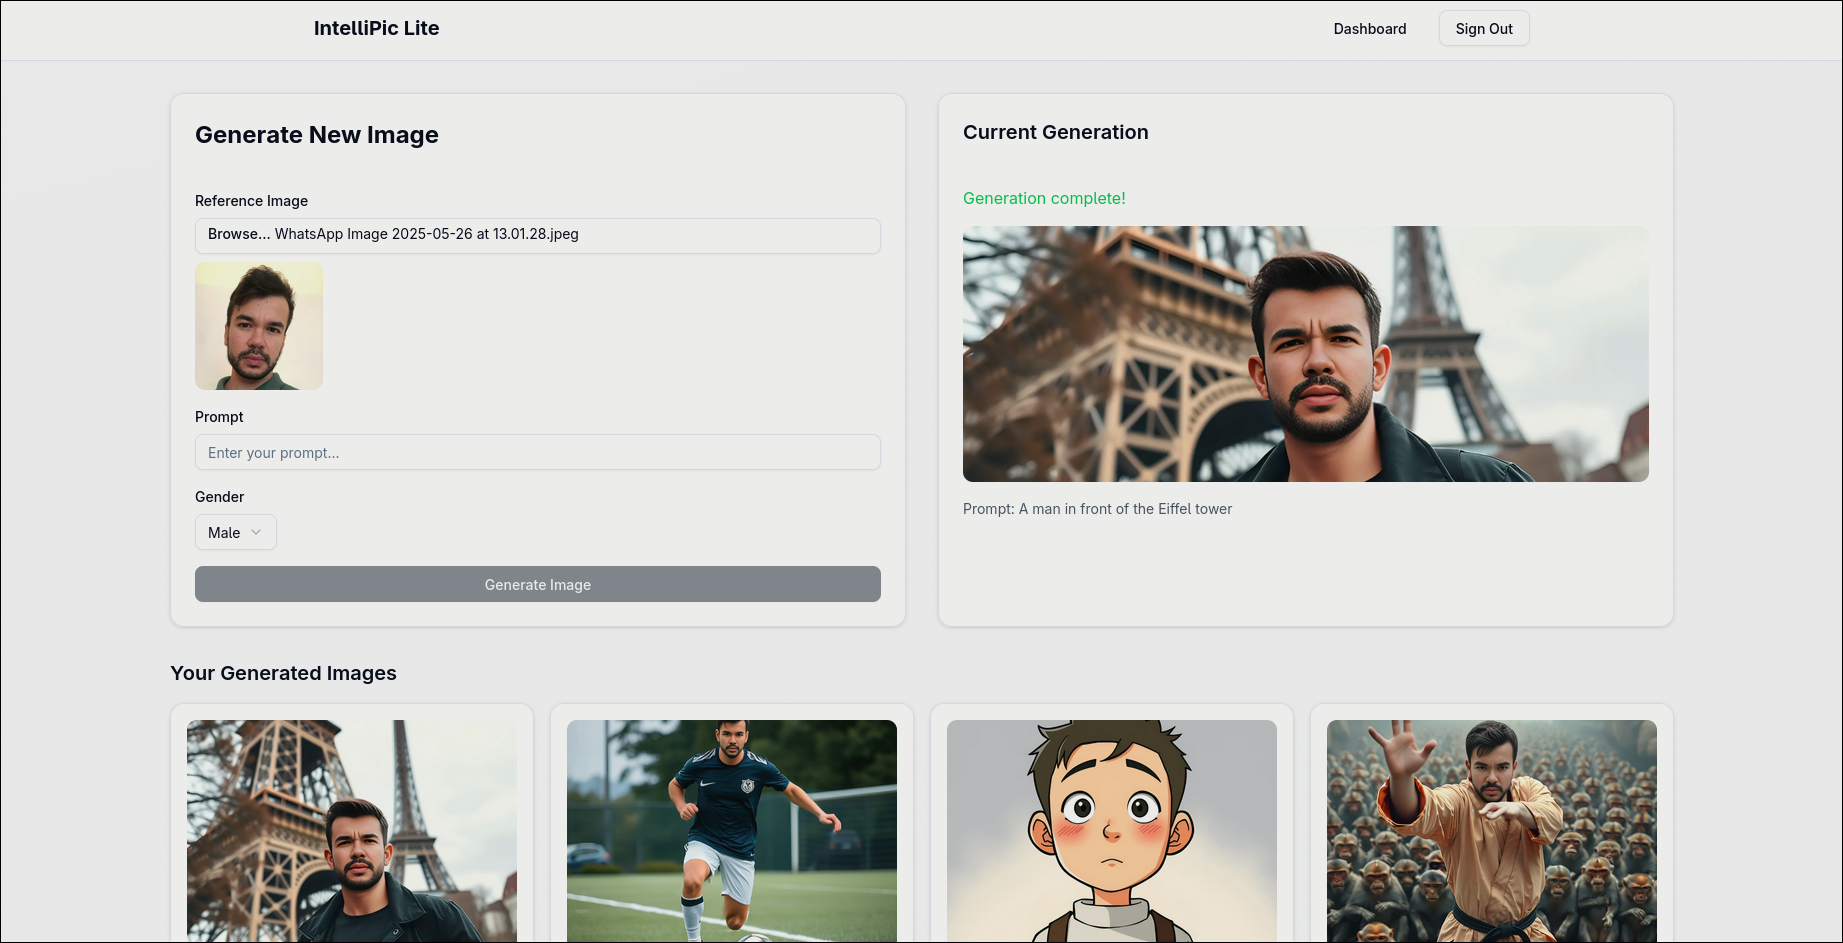 IntelliPic Lite
Dashboard
Sign Out
Generate New Image
Reference Image
Browse... WhatsApp Image 2025-05-26 at 13.01.28.jpeg
Prompt
Enter your prompt...
Gender
Male
Generate Image
Current Generation
Generation complete!
Prompt: A man in front of the Eiffel tower
Your Generated Images